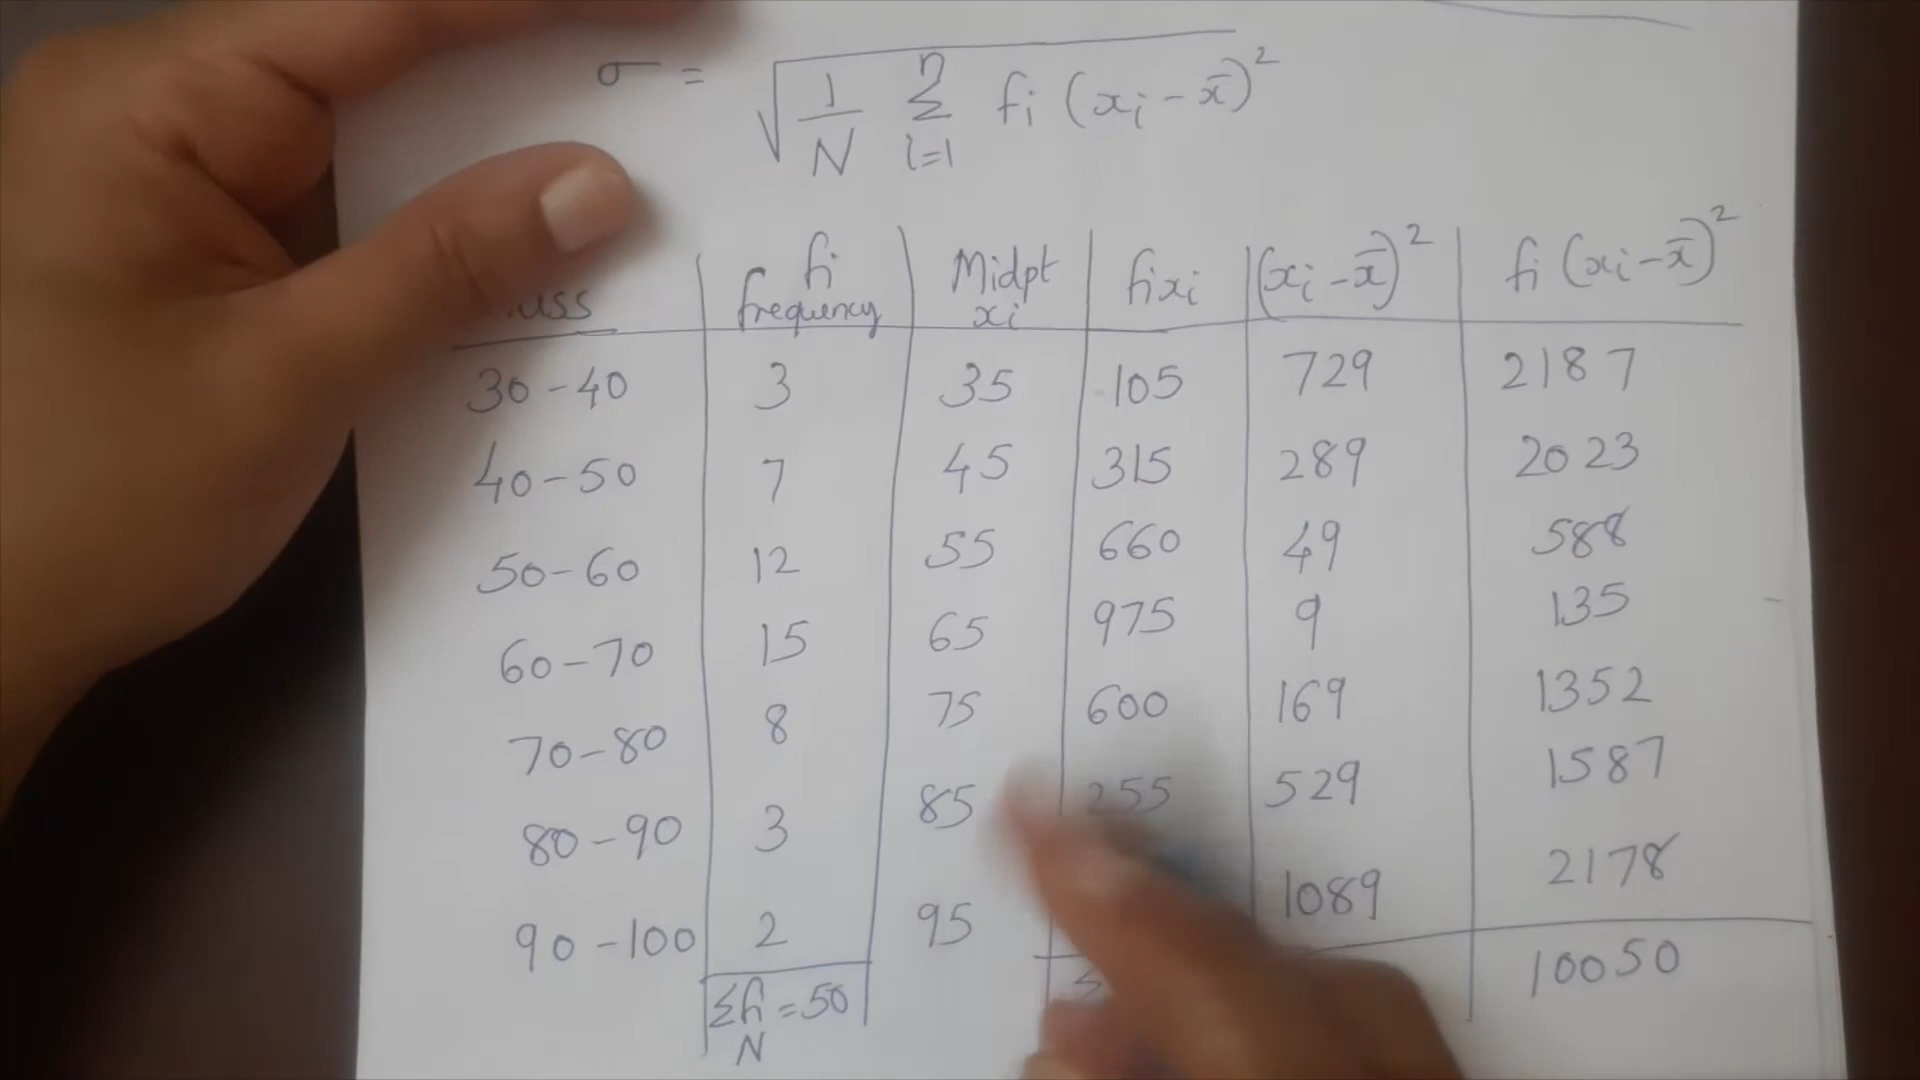 σ = √ 1/N Σ_{i=1}^{n} fi (xi - x̄)²
fi frequency | Midpt xi | fixi | (xi - x̄)² | fi (xi - x̄)²
30-40 | 3 | 35 | 105 | 729 | 2187
40-50 | 7 | 45 | 315 | 289 | 2023
50-60 | 12 | 55 | 660 | 49 | 588
60-70 | 15 | 65 | 975 | 9 | 135
70-80 | 8 | 75 | 600 | 169 | 1352
80-90 | 3 | 85 | 255 | 529 | 1587
90-100 | 2 | 95 | 1089 | 2178
Σfi = 50 | Σ | 10050
N